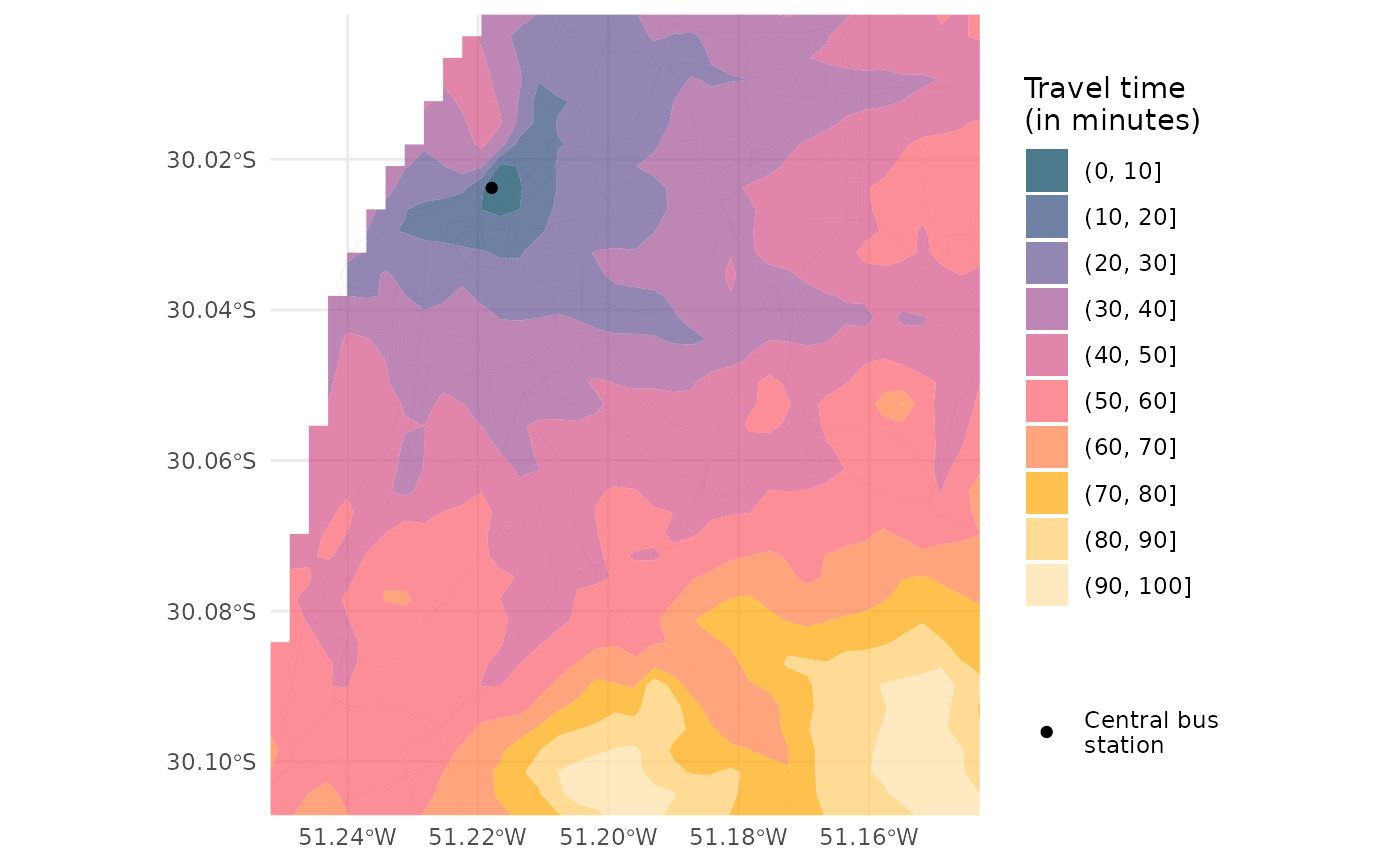 30.02°S
30.04°S
30.06°S
30.08°S
30.10°S
51.24°W
51.22°W
51.20°W
51.18°W
51.16°W
Travel time
(in minutes)
(0, 10]
(10, 20]
(20, 30]
(30, 40]
(40, 50]
(50, 60]
(60, 70]
(70, 80]
(80, 90]
(90, 100]
Central bus
station